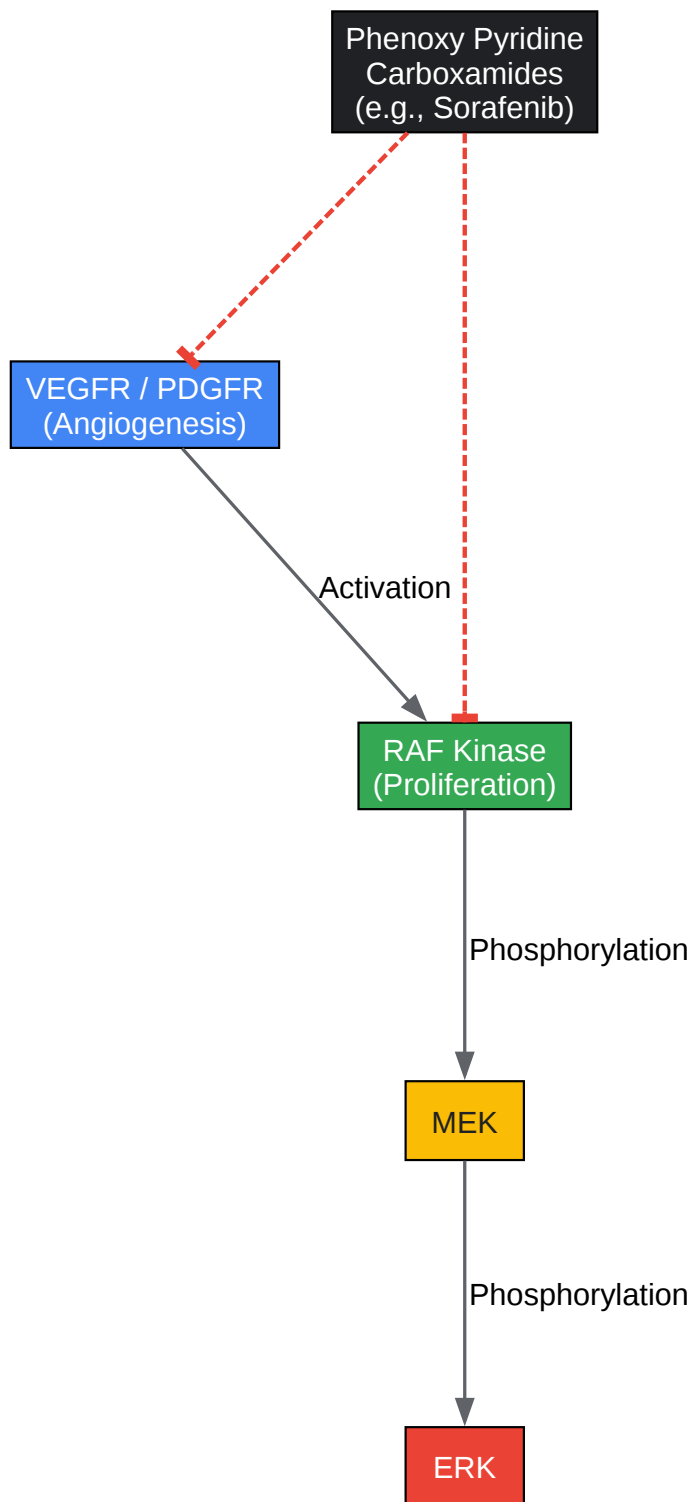 Phenoxy Pyridine
Carboxamides
(e.g., Sorafenib)
VEGFR / PDGFR
(Angiogenesis)
Activation
RAF Kinase
(Proliferation)
Phosphorylation
MEK
Phosphorylation
ERK